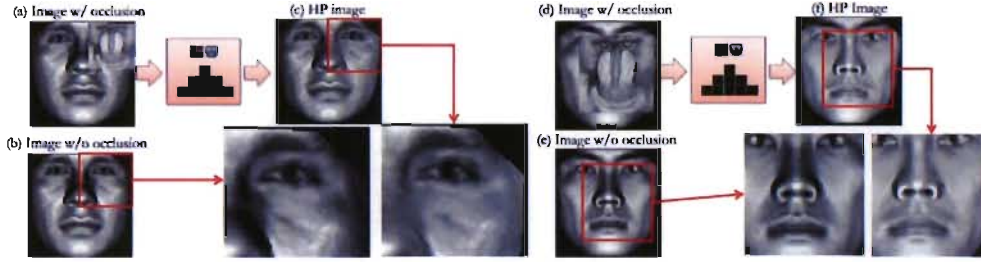 (a) Image w/ occlusion
(c) HP image
(b) Image w/o occlusion
(d) Image w/ occlusion
(f) HP Image
(e) Image w/o occlusion